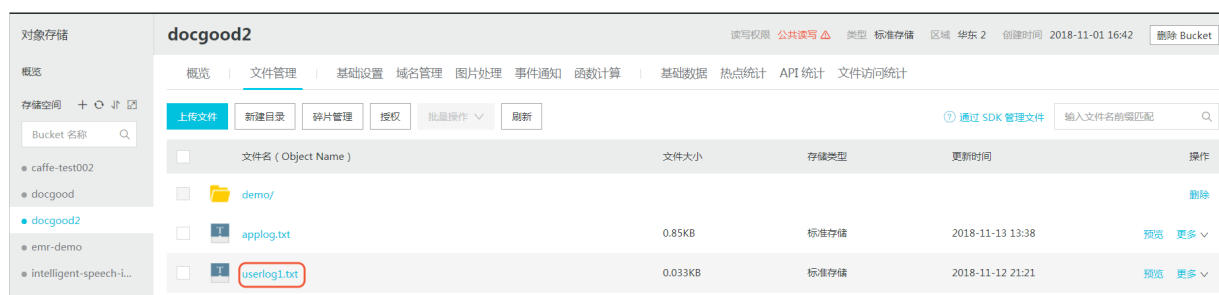 对象存储
docgood2
读写权限 公共读写 类型 标准存储 区域 华东 2 创建时间 2018-11-01 16:42 删除 Bucket
概览
概览 文件管理 基础设置 域名管理 图片处理 事件通知 函数计算 基础数据 热点统计 API 统计 文件访问统计
存储空间
上传文件 新建目录 碎片管理 授权 批量操作 刷新
? 通过 SDK 管理文件 输入文件名前缀匹配
Bucket 名称
文件名 ( Object Name ) 文件大小 存储类型 更新时间 操作
caffe-test002
docgood
demo/ 删除
docgood2
T applog.txt 0.85KB 标准存储 2018-11-13 13:38 预览 更多
emr-demo
intelligent-speech-i...
T userlog1.txt 0.033KB 标准存储 2018-11-12 21:21 预览 更多